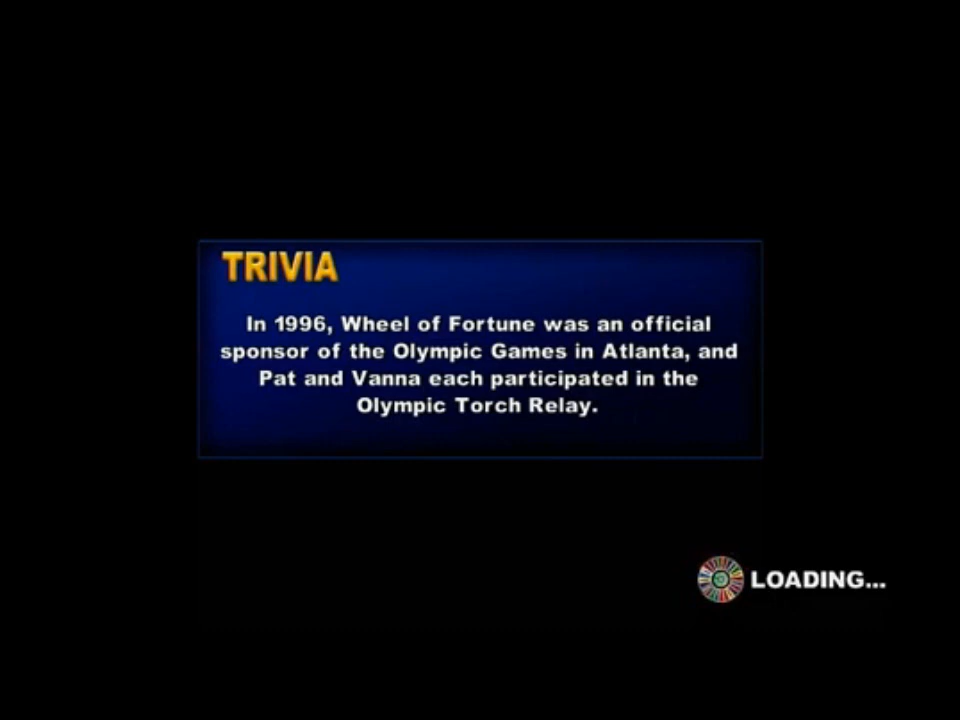 TRIVIA
In 1996, Wheel of Fortune was an official
sponsor of the Olympic Games in Atlanta, and
Pat and Vanna each participated in the
Olympic Torch Relay.
LOADING...